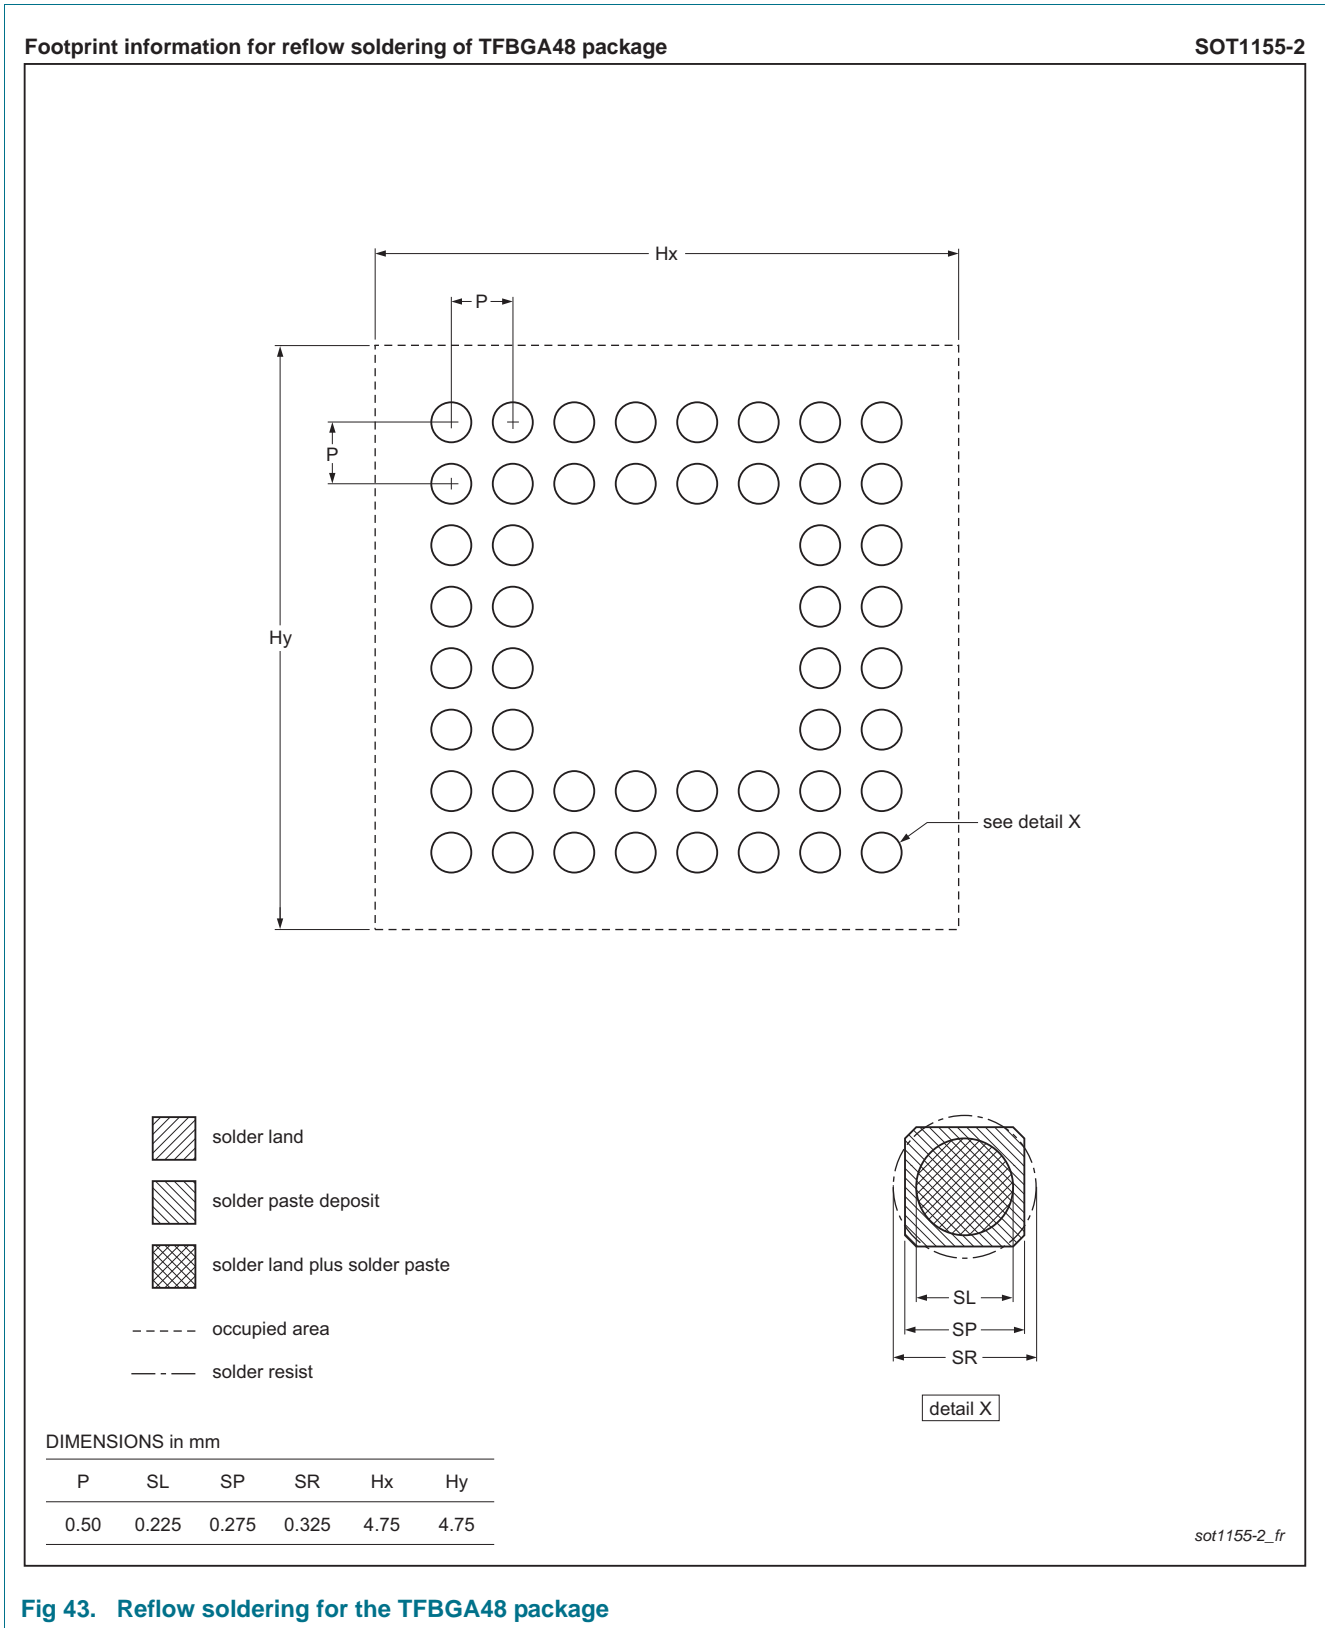 Footprint information for reflow soldering of TFBGA48 package SOT1155-2
Hx
P
P
Hy
see detail X
solder land
solder paste deposit
solder land plus solder paste
occupied area
solder resist
SL
SP
SR
detail X
DIMENSIONS in mm
P SL SP SR Hx Hy
0.50 0.225 0.275 0.325 4.75 4.75
sot1155-2_fr
Fig 43. Reflow soldering for the TFBGA48 package